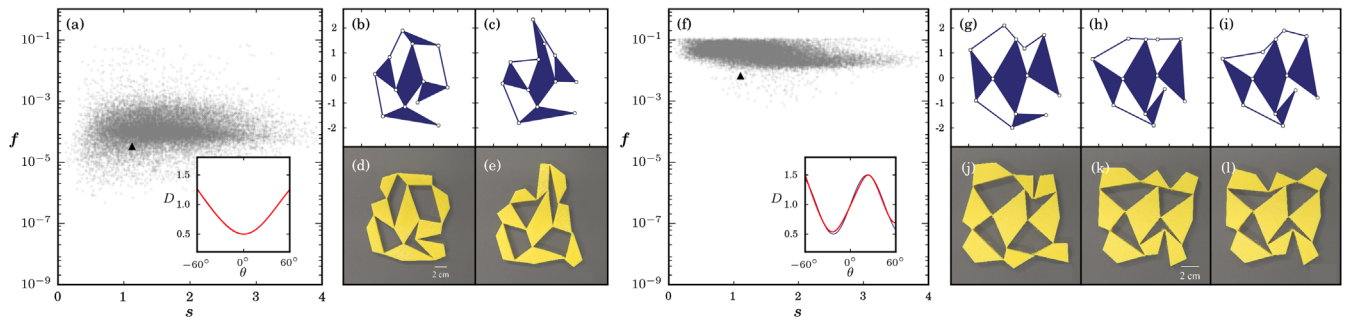 (a)
10⁻¹
10⁻³
10⁻⁵
10⁻⁷
10⁻⁹
f
0 1 2 3 4
s
D
1.5
1.0
0.5
−60° 0° 60°
θ
(b)
2
1
0
-1
-2
(c)
(d)
(e)
2 cm
(f)
10⁻¹
10⁻³
10⁻⁵
10⁻⁷
10⁻⁹
f
0 1 2 3 4
s
D
1.5
1.0
0.5
−60° 0° 60°
θ
(g)
2
1
0
-1
-2
(h)
(i)
(j)
(k)
(l)
2 cm